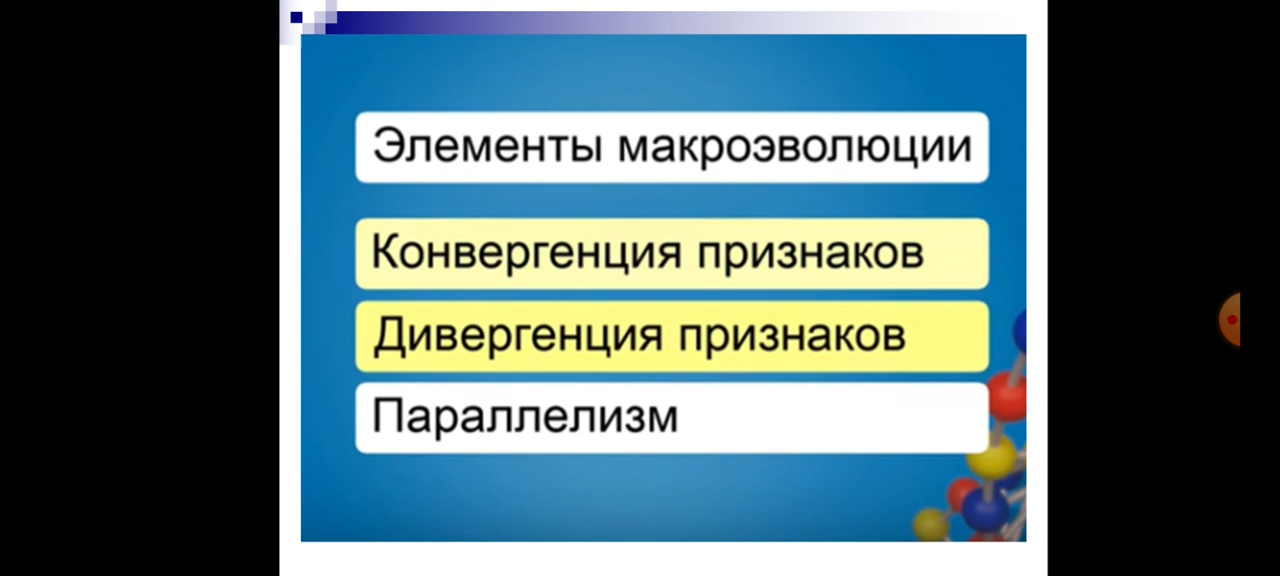 Элементы макроэволюции
Конвергенция признаков
Дивергенция признаков
Параллелизм